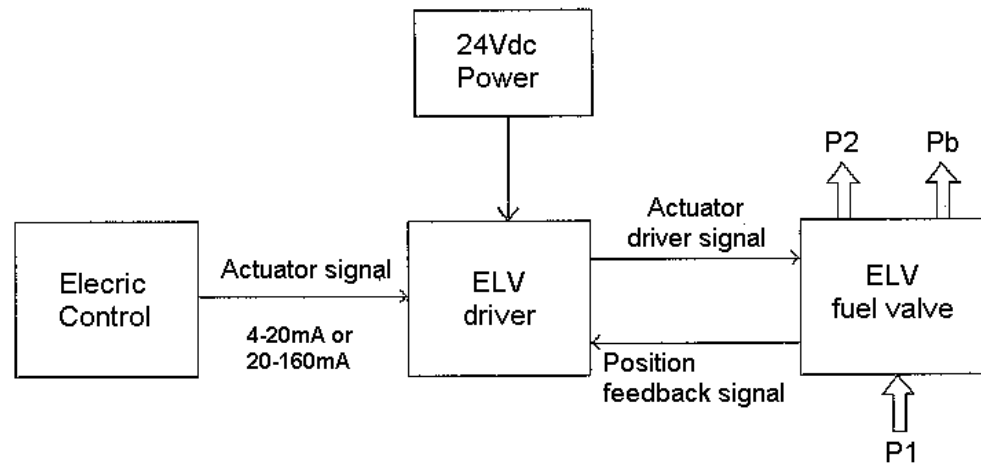 24Vdc
Power
P2
Pb
Actuator
driver signal
Elecric
Control
Actuator signal
4-20mA or
20-160mA
ELV
driver
ELV
fuel valve
Position
feedback signal
P1